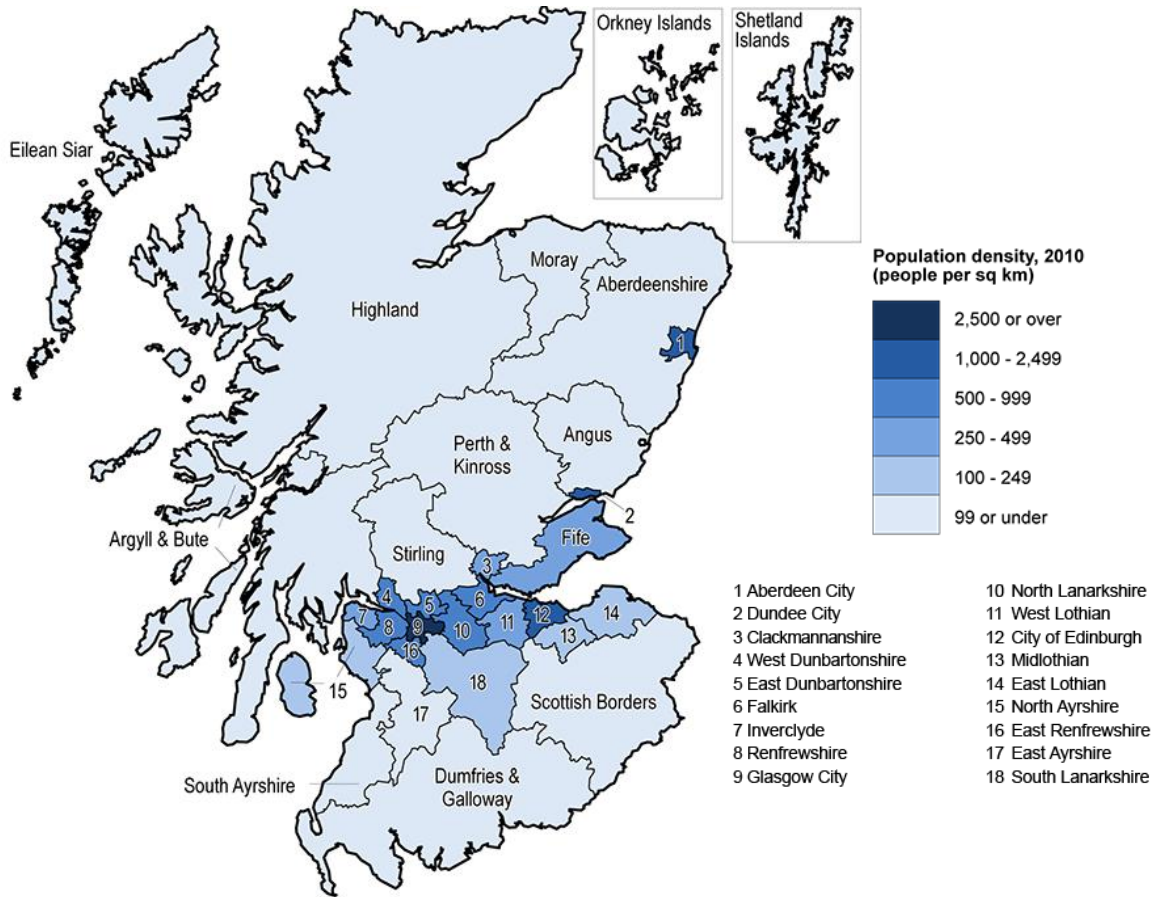 Orkney Islands
Shetland
Islands
Eilean Siar
Moray
Aberdeenshire
Highland
1
Perth &
Kinross
Angus
2
Argyll & Bute
Stirling
Fife
3
4
5
6
7
8
9
10
11
12
13
14
15
16
17
18
Scottish Borders
South Ayrshire
Dumfries &
Galloway
Population density, 2010
(people per sq km)
2,500 or over
1,000 - 2,499
500 - 999
250 - 499
100 - 249
99 or under
1 Aberdeen City
2 Dundee City
3 Clackmannanshire
4 West Dunbartonshire
5 East Dunbartonshire
6 Falkirk
7 Inverclyde
8 Renfrewshire
9 Glasgow City
10 North Lanarkshire
11 West Lothian
12 City of Edinburgh
13 Midlothian
14 East Lothian
15 North Ayrshire
16 East Renfrewshire
17 East Ayrshire
18 South Lanarkshire